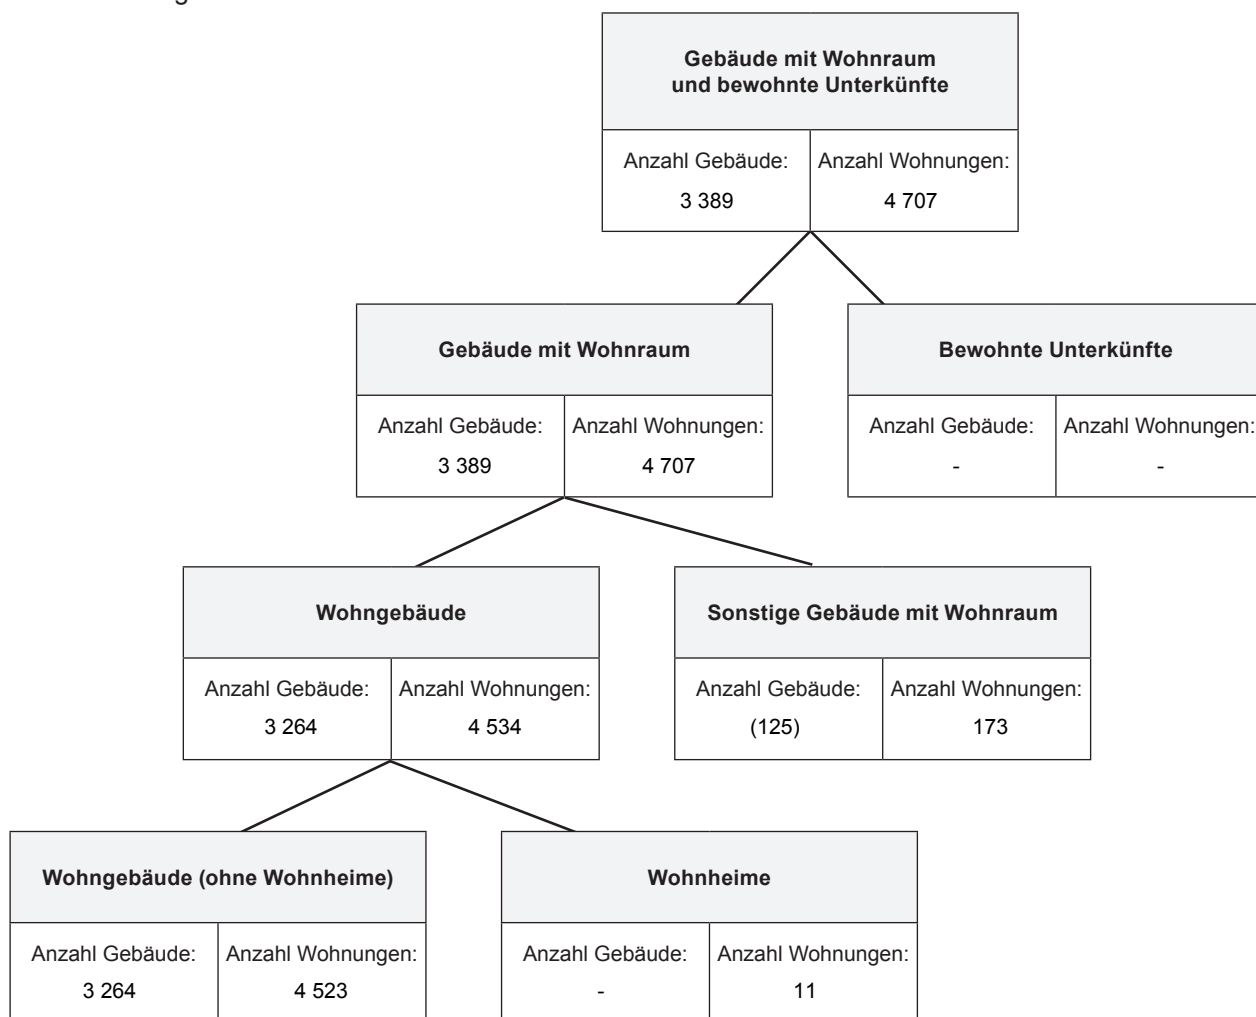 Gebäude mit Wohnraum
und bewohnte Unterkünfte
Anzahl Gebäude: Anzahl Wohnungen:
3 389 4 707
Gebäude mit Wohnraum Bewohnte Unterkünfte
Anzahl Gebäude: Anzahl Wohnungen: Anzahl Gebäude: Anzahl Wohnungen:
3 389 4 707 - -
Wohngebäude Sonstige Gebäude mit Wohnraum
Anzahl Gebäude: Anzahl Wohnungen: Anzahl Gebäude: Anzahl Wohnungen:
3 264 4 534 (125) 173
Wohngebäude (ohne Wohnheime) Wohnheime
Anzahl Gebäude: Anzahl Wohnungen: Anzahl Gebäude: Anzahl Wohnungen:
3 264 4 523 - 11